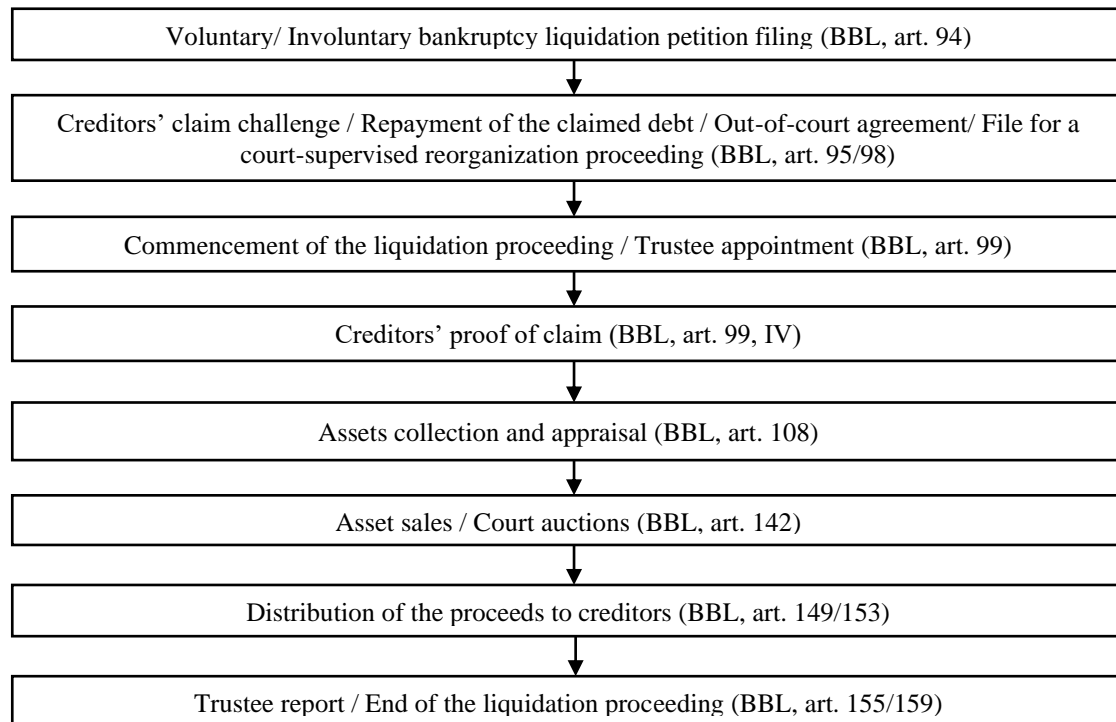 Voluntary/ Involuntary bankruptcy liquidation petition filing (BBL, art. 94)
Creditors’ claim challenge / Repayment of the claimed debt / Out-of-court agreement/ File for a
court-supervised reorganization proceeding (BBL, art. 95/98)
Commencement of the liquidation proceeding / Trustee appointment (BBL, art. 99)
Creditors’ proof of claim (BBL, art. 99, IV)
Assets collection and appraisal (BBL, art. 108)
Asset sales / Court auctions (BBL, art. 142)
Distribution of the proceeds to creditors (BBL, art. 149/153)
Trustee report / End of the liquidation proceeding (BBL, art. 155/159)